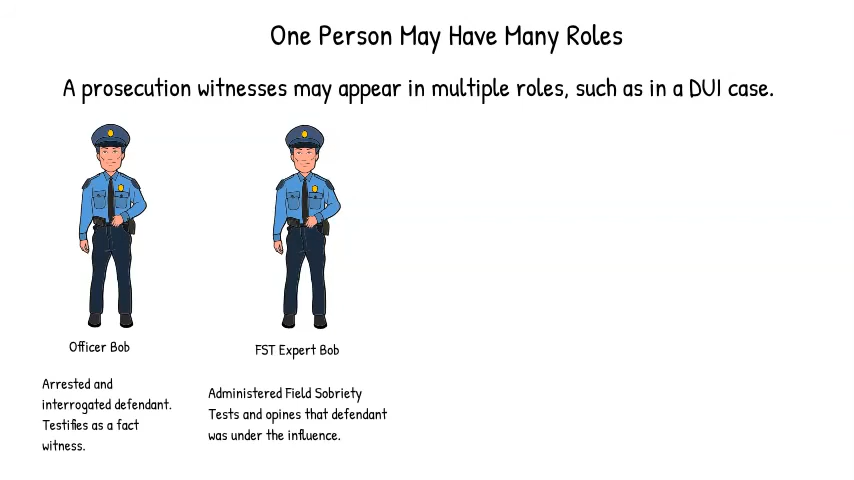 One Person May Have Many Roles
A prosecution witnesses may appear in multiple roles, such as in a DUI case.
Officer Bob
Arrested and
interrogated defendant.
Testifies as a fact
witness.
FST Expert Bob
Administered Field Sobriety
Tests and opines that defendant
was under the influence.